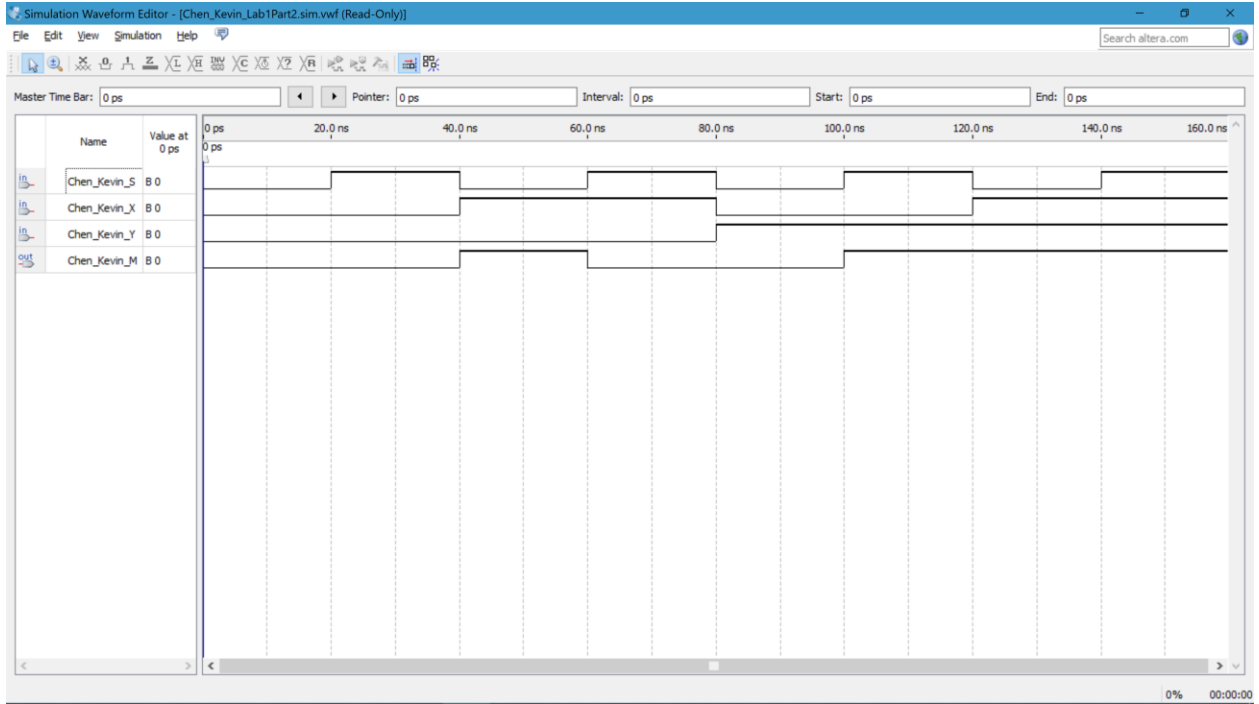 Simulation Waveform Editor - [Chen_Kevin_Lab1Part2.sim.vwf (Read-Only)]
File Edit View Simulation Help
Search altera.com
Master Time Bar: 0 ps Pointer: 0 ps Interval: 0 ps Start: 0 ps End: 0 ps
Name Value at 0 ps
0 ps 20.0 ns 40.0 ns 60.0 ns 80.0 ns 100.0 ns 120.0 ns 140.0 ns 160.0 ns
0 ps
in Chen_Kevin_S B 0
in Chen_Kevin_X B 0
in Chen_Kevin_Y B 0
out Chen_Kevin_M B 0
0% 00:00:00